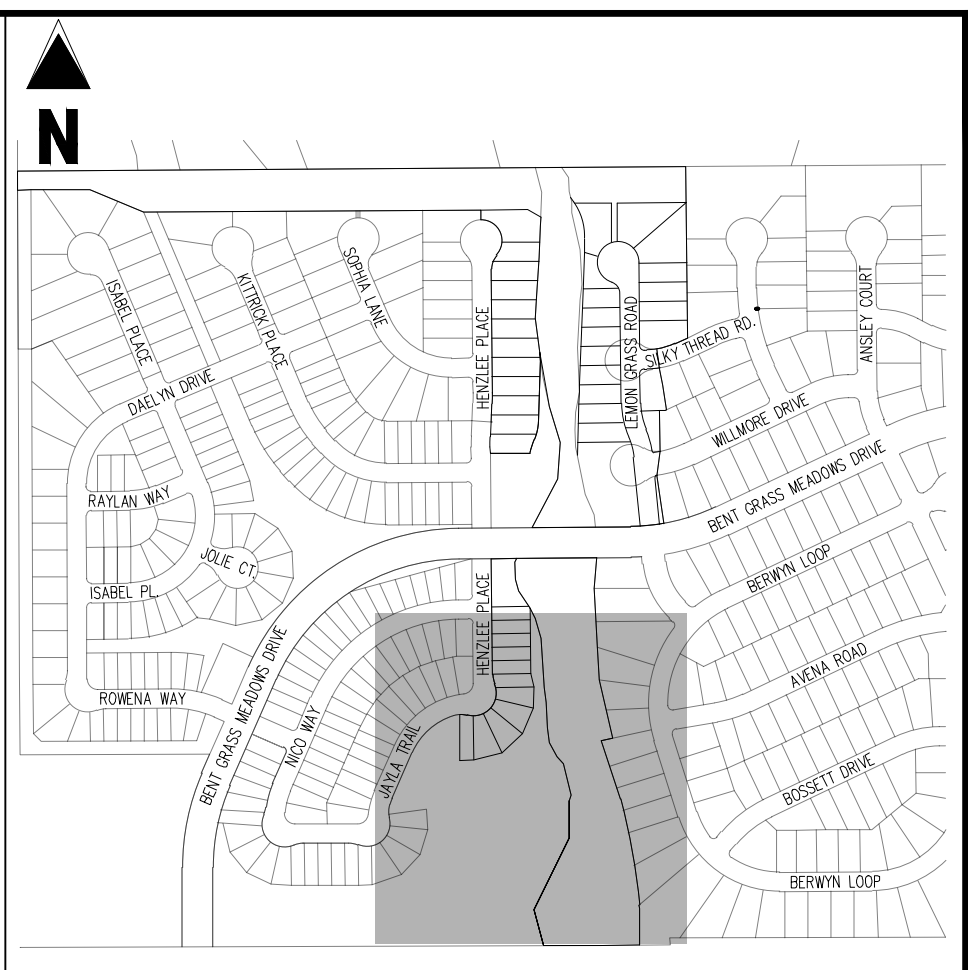 N
ISABEL PLACE
KITTRICK PLACE
SOPHIA LANE
HENZLEE PLACE
LEMON GRASS ROAD
SILKY THREAD RD.
ANSLEY COURT
DAELYN DRIVE
WILLMORE DRIVE
BENT GRASS MEADOWS DRIVE
RAYLAN WAY
JOLIE CT.
BERWYN LOOP
ISABEL PL.
HENZLEE PLACE
AVENA ROAD
ROWENA WAY
BENT GRASS MEADOWS DRIVE
NICO WAY
JAYLA TRAIL
BOSSETT DRIVE
BERWYN LOOP